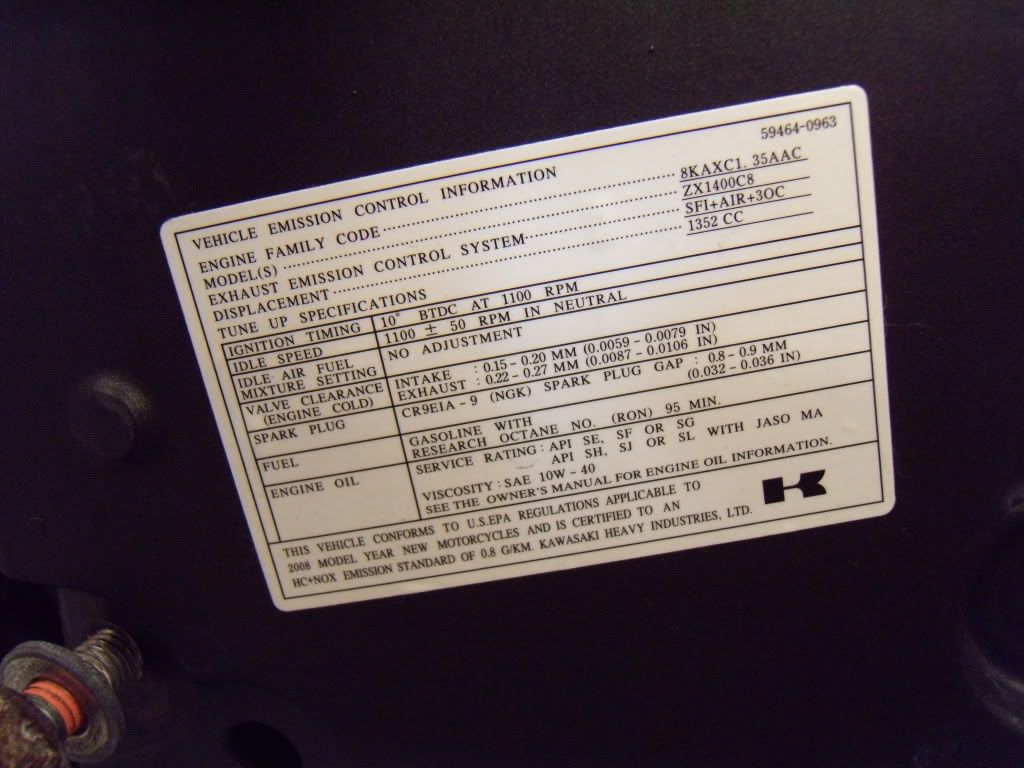 59464-0963
VEHICLE EMISSION CONTROL INFORMATION
ENGINE FAMILY CODE 8KAXC1. 35AAC
MODEL(S) ZX1400C8
EXHAUST EMISSION CONTROL SYSTEM SFI+AIR+3OC
DISPLACEMENT 1352 CC
TUNE UP SPECIFICATIONS
IGNITION TIMING 10° BTDC AT 1100 RPM
IDLE SPEED 1100 ± 50 RPM IN NEUTRAL
IDLE AIR FUEL
MIXTURE SETTING NO ADJUSTMENT
VALVE CLEARANCE INTAKE : 0.15 - 0.20 MM (0.0059 - 0.0079 IN)
(ENGINE COLD) EXHAUST : 0.22 - 0.27 MM (0.0087 - 0.0106 IN)
SPARK PLUG CR9EIA - 9 (NGK) SPARK PLUG GAP : 0.8 - 0.9 MM
(0.032 - 0.036 IN)
FUEL GASOLINE WITH
RESEARCH OCTANE NO. (RON) 95 MIN.
ENGINE OIL SERVICE RATING : API SE, SF OR SG
API SH, SJ OR SL WITH JASO MA
VISCOSITY : SAE 10W - 40
SEE THE OWNER'S MANUAL FOR ENGINE OIL INFORMATION.
THIS VEHICLE CONFORMS TO U.S.EPA REGULATIONS APPLICABLE TO
2008 MODEL YEAR NEW MOTORCYCLES AND IS CERTIFIED TO AN
HC+NOX EMISSION STANDARD OF 0.8 G/KM. KAWASAKI HEAVY INDUSTRIES, LTD.